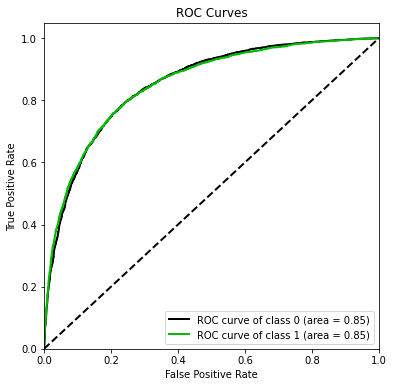 ROC Curves
True Positive Rate
1.0
0.8
0.6
0.4
0.2
0.0
ROC curve of class 0 (area = 0.85)
ROC curve of class 1 (area = 0.85)
0.0 0.2 0.4 0.6 0.8 1.0
False Positive Rate